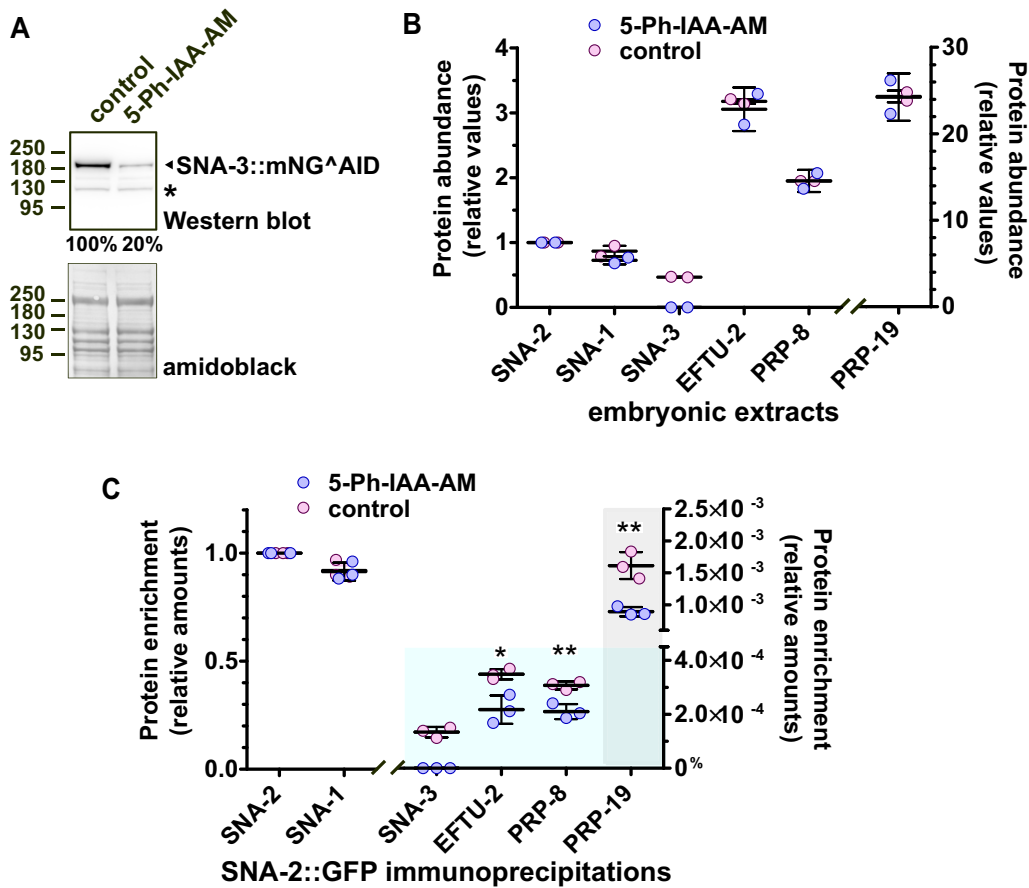 A
control
5-Ph-IAA-AM
250
180
130
95
SNA-3::mNG^AID
*
Western blot
100% 20%
250
180
130
95
amidoblack
B
5-Ph-IAA-AM
control
Protein abundance
(relative values)
4
3
2
1
0
30
20
10
0
Protein abundance
(relative values)
SNA-2
SNA-1
SNA-3
EFTU-2
PRP-8
PRP-19
embryonic extracts
C
5-Ph-IAA-AM
control
Protein enrichment
(relative amounts)
1.0
0.5
0.0
*
**
**
2.5×10 -3
2.0×10 -3
1.5×10 -3
1.0×10 -3
4.0×10 -4
2.0×10 -4
0%
Protein enrichment
(relative amounts)
SNA-2
SNA-1
SNA-3
EFTU-2
PRP-8
PRP-19
SNA-2::GFP immunoprecipitations